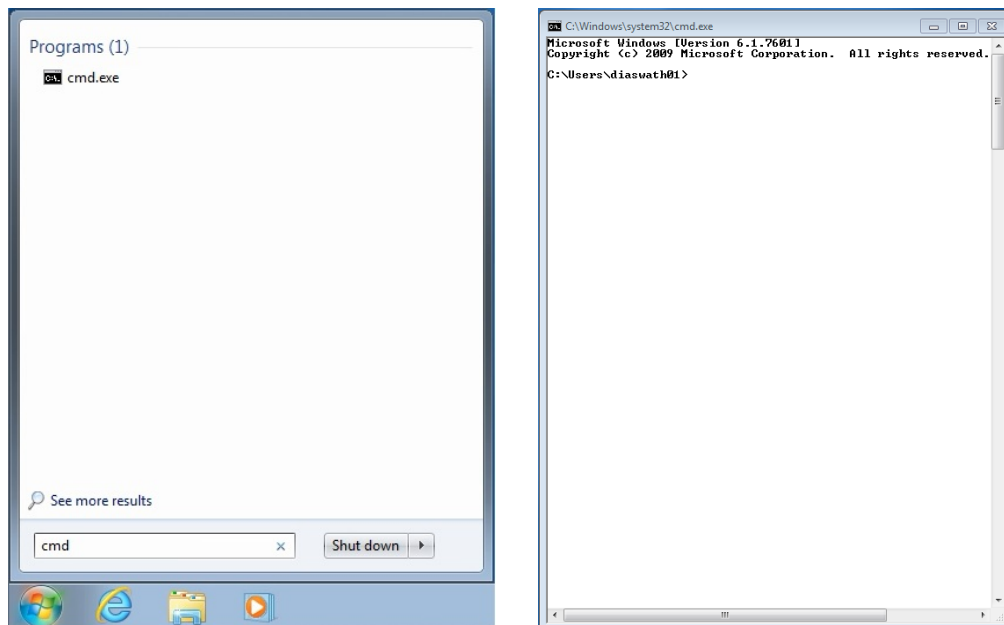 Programs (1)
cmd.exe
See more results
cmd
Shut down
C:\Windows\system32\cmd.exe
Microsoft Windows [Version 6.1.7601]
Copyright (c) 2009 Microsoft Corporation.  All rights reserved.
C:\Users\diaswath01>